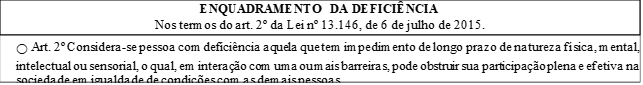 ENQUADRAMENTO DA DEFICIÊNCIA
Nos termos do art. 2º da Lei nº 13.146, de 6 de julho de 2015.
○ Art. 2º Considera-se pessoa com deficiência aquela que tem impedimento de longo prazo de natureza física, mental,
intelectual ou sensorial, o qual, em interação com uma ou mais barreiras, pode obstruir sua participação plena e efetiva na
sociedade em igualdade de condições com as demais pessoas.